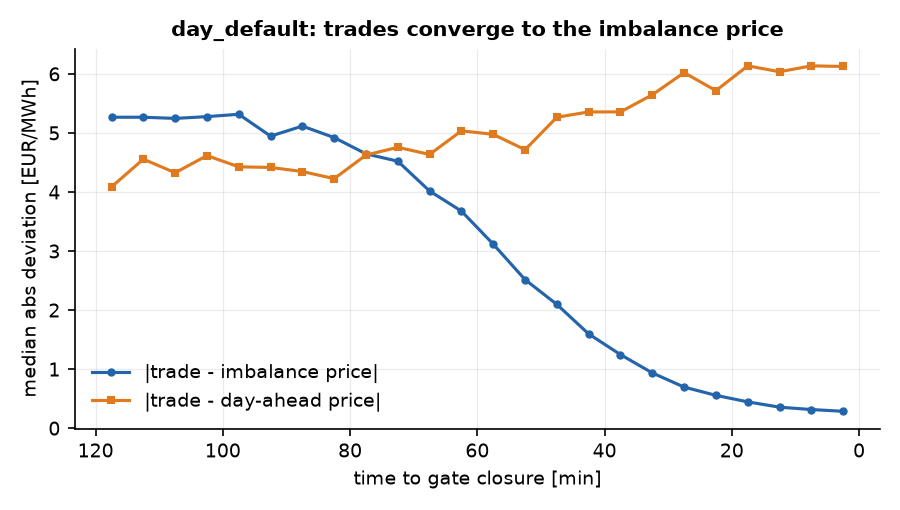 day_default: trades converge to the imbalance price
median abs deviation [EUR/MWh]
6
5
4
3
2
1
0
|trade - imbalance price|
|trade - day-ahead price|
120 100 80 60 40 20 0
time to gate closure [min]